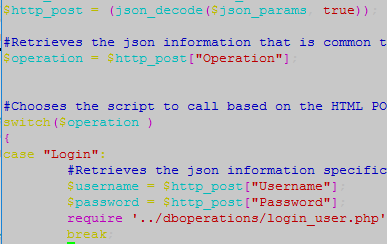 $http_post = (json_decode($json_params, true));
#Retrieves the json information that is common t
$operation = $http_post["Operation"];
#Chooses the script to call based on the HTML PO
switch($operation )
{
case "Login":
#Retrieves the json information specific
$username = $http_post["Username"];
$password = $http_post["Password"];
require '../dboperations/login_user.php'
break;